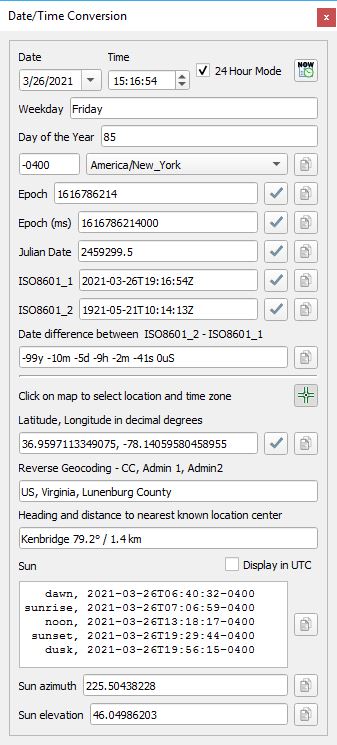 Date/Time Conversion
x
Date Time
3/26/2021 15:16:54 24 Hour Mode NOW
Weekday Friday
Day of the Year 85
-0400 America/New_York
Epoch 1616786214
Epoch (ms) 1616786214000
Julian Date 2459299.5
ISO8601_1 2021-03-26T19:16:54Z
ISO8601_2 1921-05-21T10:14:13Z
Date difference between ISO8601_2 - ISO8601_1
-99y -10m -5d -9h -2m -41s 0uS
Click on map to select location and time zone
Latitude, Longitude in decimal degrees
36.9597113349075, -78.14059580458955
Reverse Geocoding - CC, Admin 1, Admin2
US, Virginia, Lunenburg County
Heading and distance to nearest known location center
Kenbridge 79.2° / 1.4 km
Sun Display in UTC
dawn, 2021-03-26T06:40:32-0400
sunrise, 2021-03-26T07:06:59-0400
noon, 2021-03-26T13:18:17-0400
sunset, 2021-03-26T19:29:44-0400
dusk, 2021-03-26T19:56:15-0400
Sun azimuth 225.50438228
Sun elevation 46.04986203